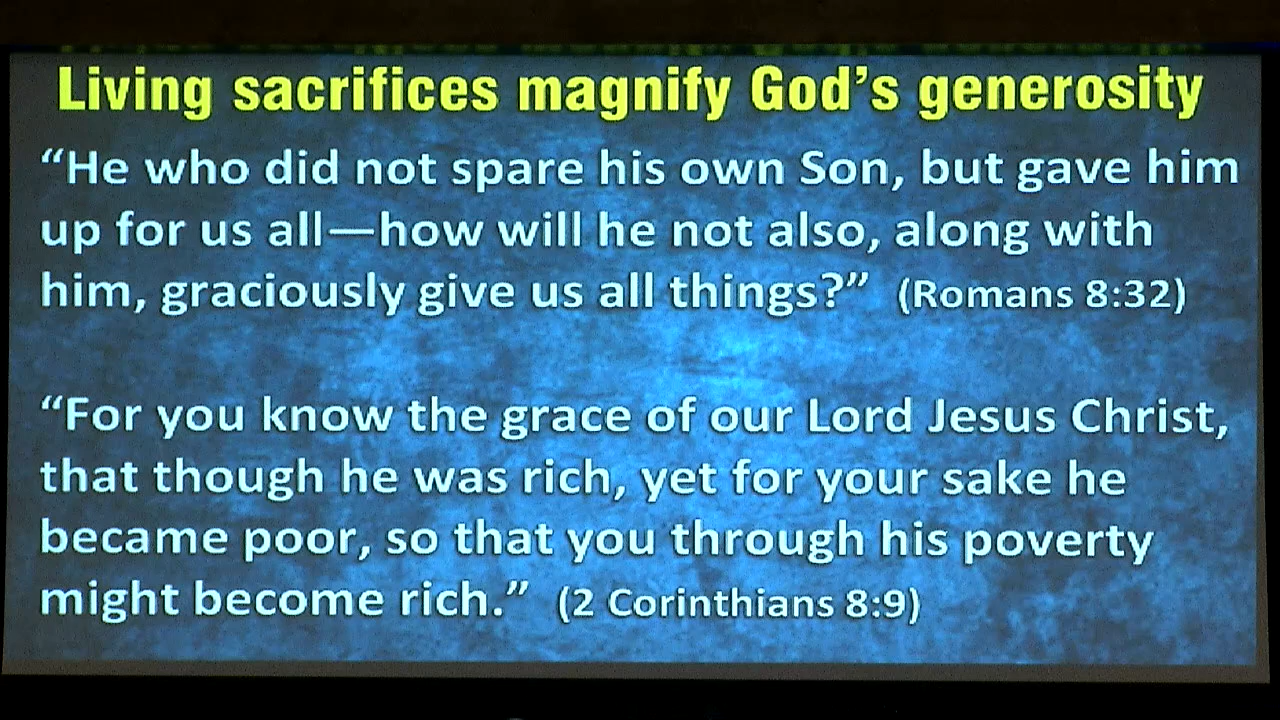 Living sacrifices magnify God’s generosity
“He who did not spare his own Son, but gave him
up for us all—how will he not also, along with
him, graciously give us all things?” (Romans 8:32)
“For you know the grace of our Lord Jesus Christ,
that though he was rich, yet for your sake he
became poor, so that you through his poverty
might become rich.” (2 Corinthians 8:9)